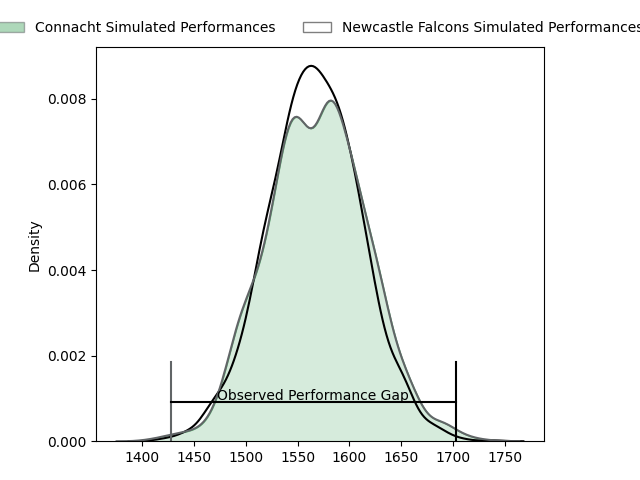 Connacht Simulated Performances Newcastle Falcons Simulated Performances
0.008
0.006
0.004
0.002
0.000
Density
Observed Performance Gap
1400 1450 1500 1550 1600 1650 1700 1750